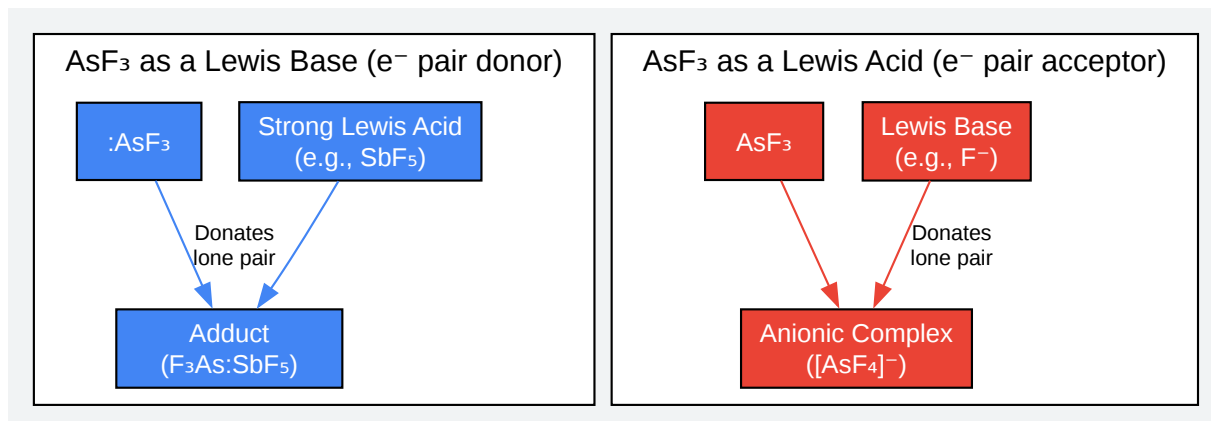 AsF₃ as a Lewis Base (e⁻ pair donor)
:AsF₃
Strong Lewis Acid
(e.g., SbF₅)
Donates
lone pair
Adduct
(F₃As:SbF₅)
AsF₃ as a Lewis Acid (e⁻ pair acceptor)
AsF₃
Lewis Base
(e.g., F⁻)
Donates
lone pair
Anionic Complex
([AsF₄]⁻)